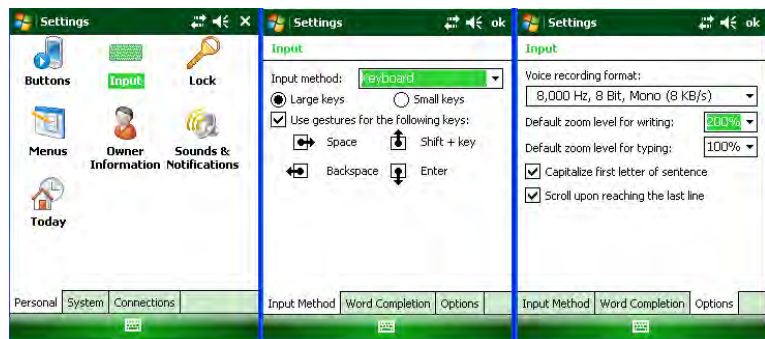 Settings
Buttons Input Lock
Menus Owner Information Sounds & Notifications
Today
Personal System Connections
Settings ok
Input
Input method: Keyboard
Large keys Small keys
Use gestures for the following keys:
Space Shift + key
Backspace Enter
Input Method Word Completion Options
Settings ok
Input
Voice recording format:
8,000 Hz, 8 Bit, Mono (8 KB/s)
Default zoom level for writing: 200%
Default zoom level for typing: 100%
Capitalize first letter of sentence
Scroll upon reaching the last line
Input Method Word Completion Options